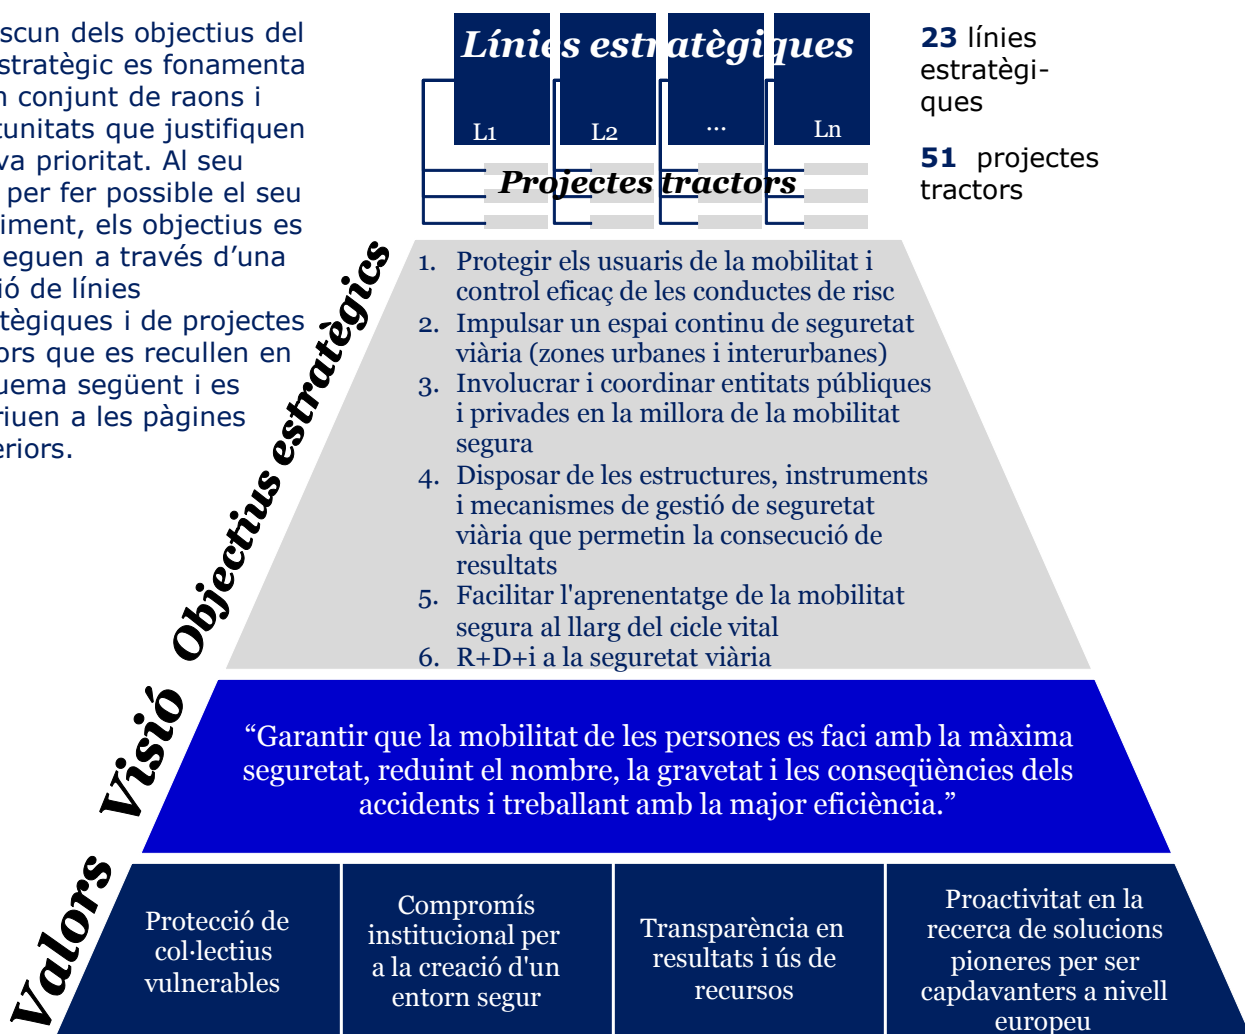 scun dels objectius del
stratègic es fonamenta
n conjunt de raons i
tunitats que justifiquen
va prioritat. Al seu
per fer possible el seu
iment, els objectius es
eguen a través d’una
ió de línies
tègiques i de projectes
ors que es recullen en
uema següent i es
riuen a les pàgines
eriors.
Línies estratègiques
L1 L2 ... Ln
Projectes tractors
23 línies
estratègi-
ques
51 projectes
tractors
Objectius estratègics
1. Protegir els usuaris de la mobilitat i
control eficaç de les conductes de risc
2. Impulsar un espai continu de seguretat
viària (zones urbanes i interurbanes)
3. Involucrar i coordinar entitats públiques
i privades en la millora de la mobilitat
segura
4. Disposar de les estructures, instruments
i mecanismes de gestió de seguretat
viària que permetin la consecució de
resultats
5. Facilitar l'aprenentatge de la mobilitat
segura al llarg del cicle vital
6. R+D+i a la seguretat viària
Visió
“Garantir que la mobilitat de les persones es faci amb la màxima
seguretat, reduint el nombre, la gravetat i les conseqüències dels
accidents i treballant amb la major eficiència.”
Valors
Protecció de
col·lectius
vulnerables
Compromís
institucional per
a la creació d'un
entorn segur
Transparència en
resultats i ús de
recursos
Proactivitat en la
recerca de solucions
pioneres per ser
capdavanters a nivell
europeu